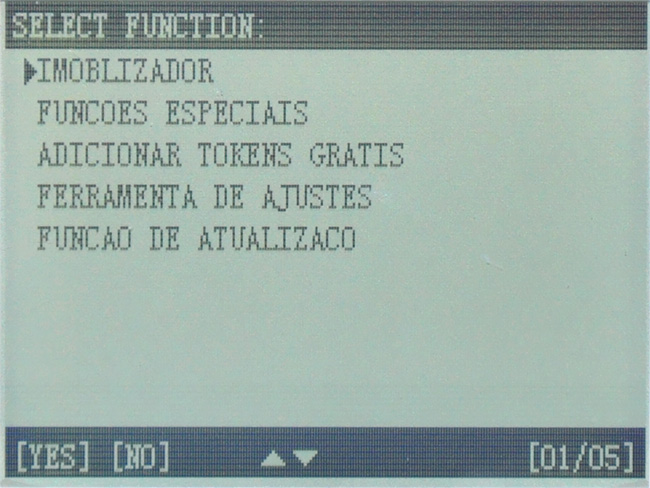 SELECT FUNCTION:
IMOBLIZADOR
FUNCOES ESPECIAIS
ADICIONAR TOKENS GRATIS
FERRAMENTA DE AJUSTES
FUNCAO DE ATUALIZACO
[YES] [NO] ▲▼ [01/05]